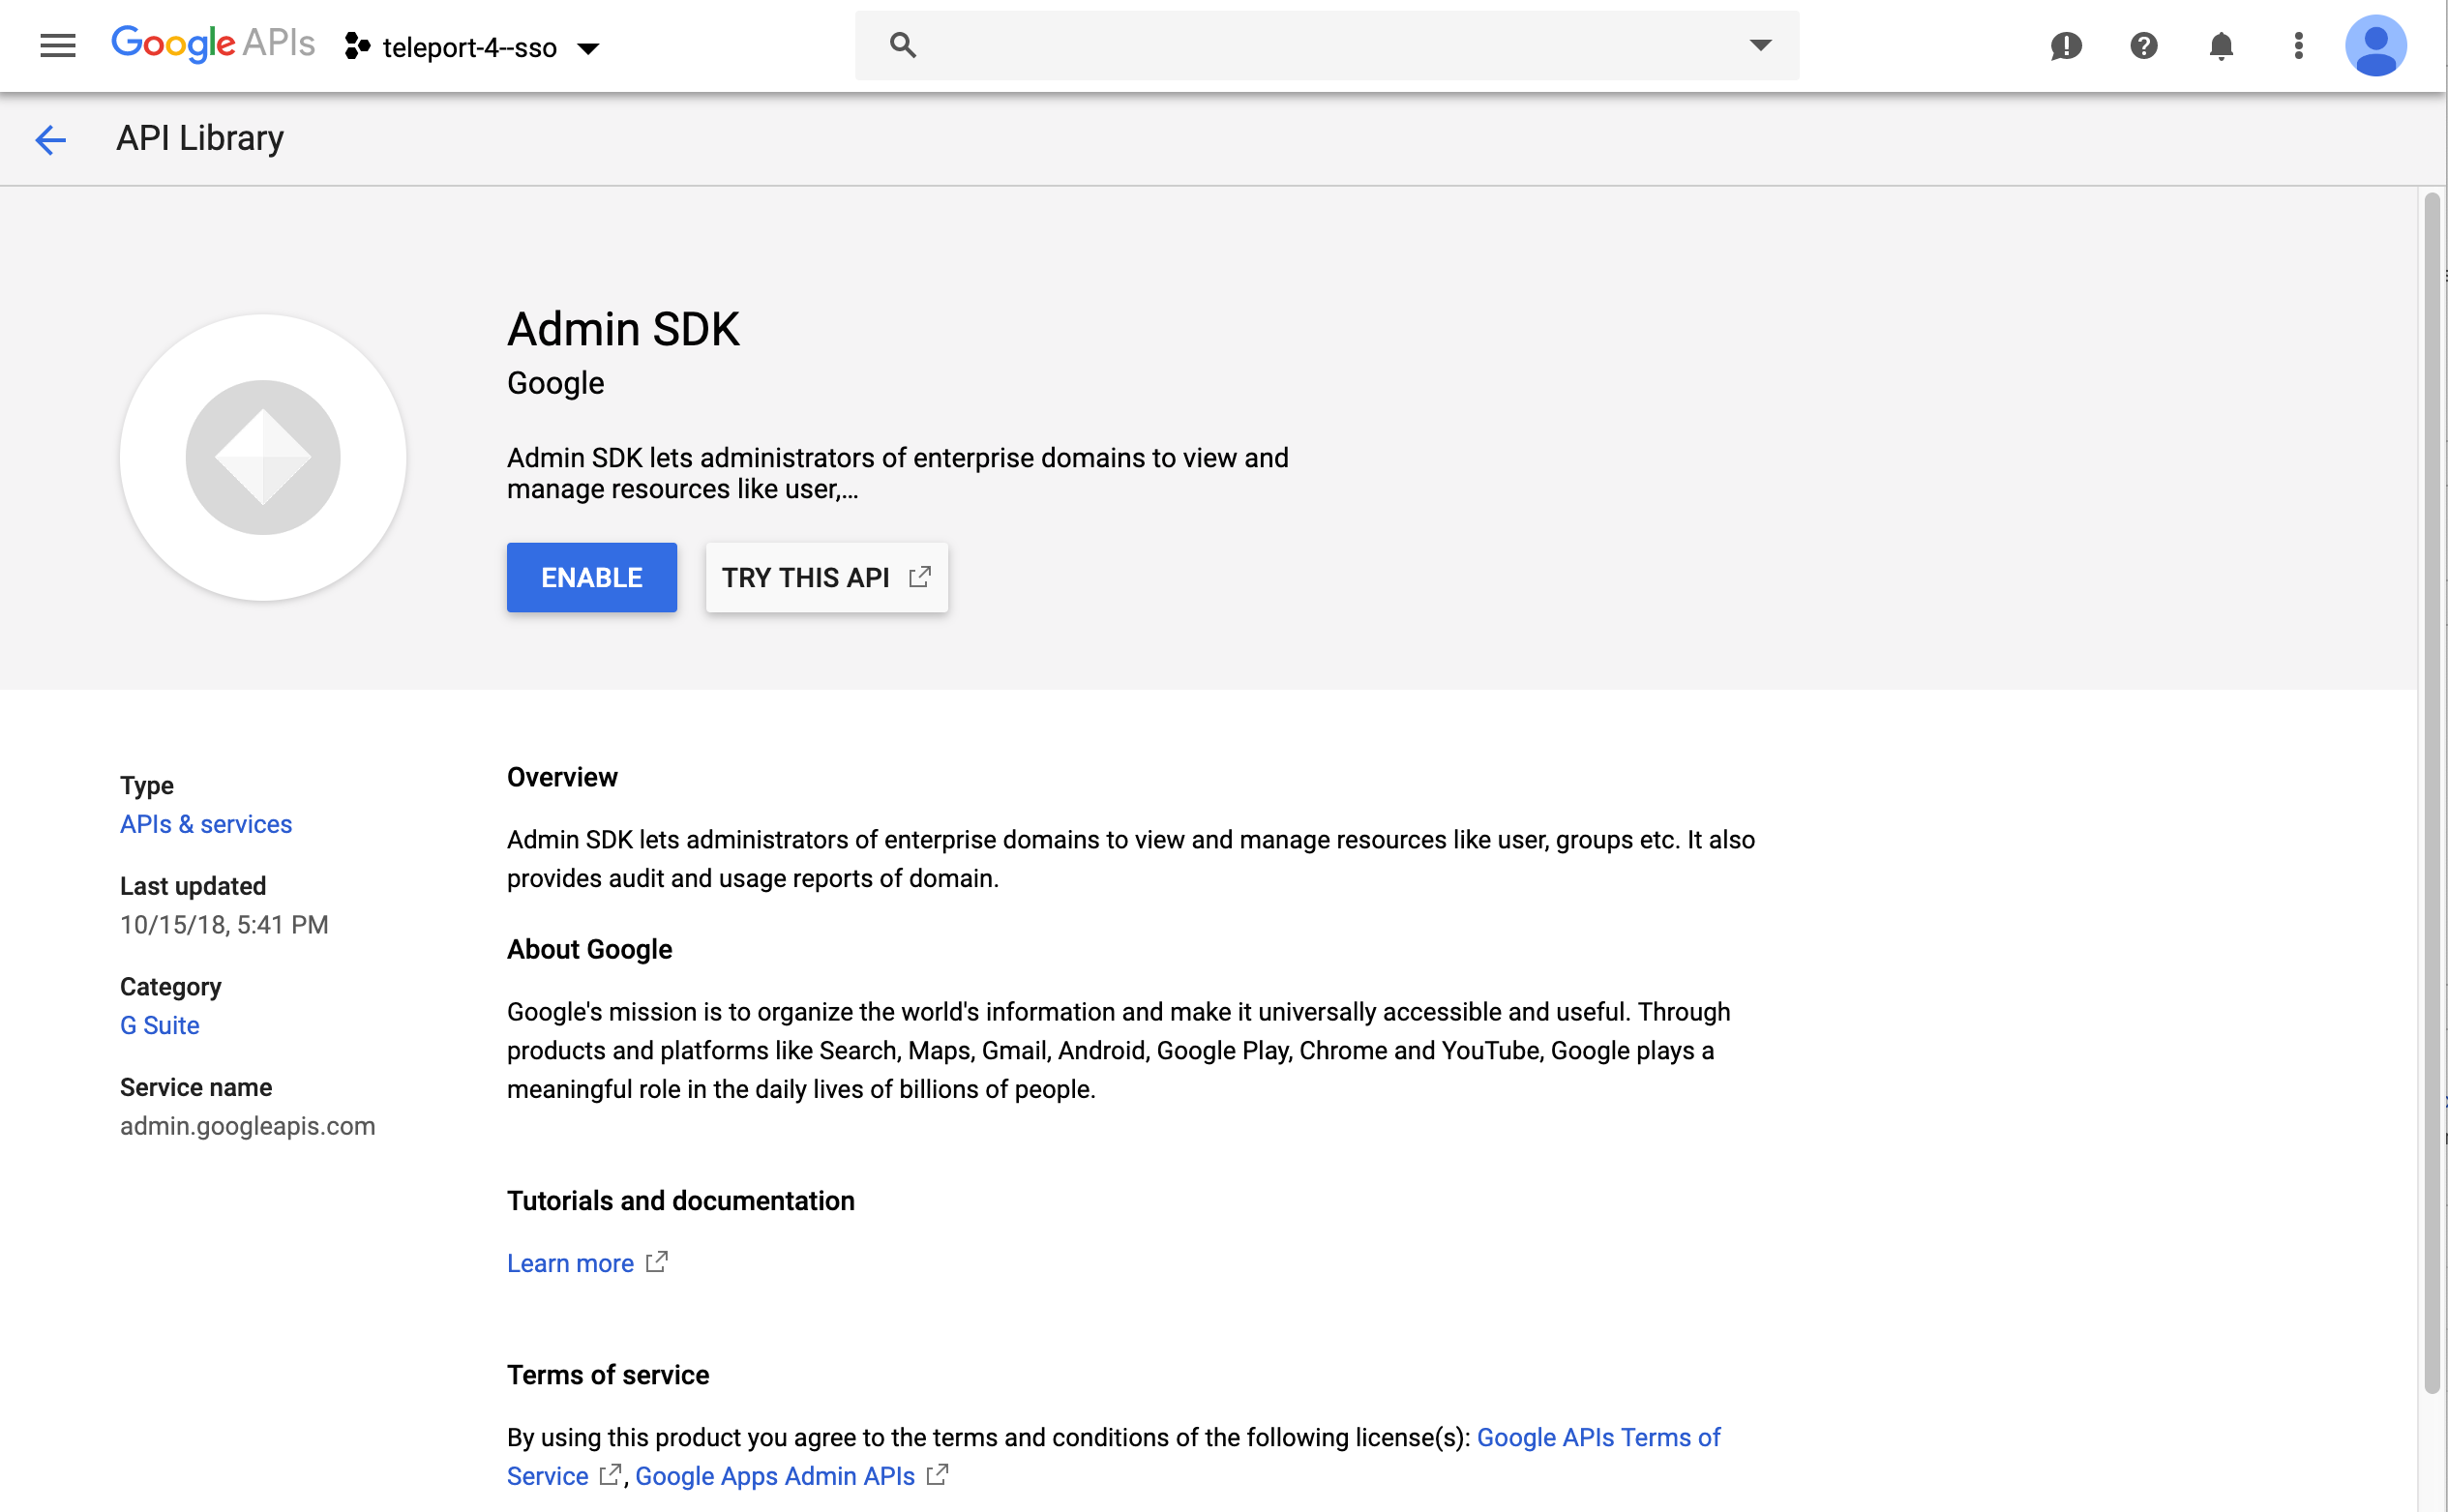 Google APIs teleport-4--sso
API Library
Admin SDK
Google
Admin SDK lets administrators of enterprise domains to view and
manage resources like user,…
ENABLE TRY THIS API
Type
APIs & services
Last updated
10/15/18, 5:41 PM
Category
G Suite
Service name
admin.googleapis.com
Overview
Admin SDK lets administrators of enterprise domains to view and manage resources like user, groups etc. It also
provides audit and usage reports of domain.
About Google
Google's mission is to organize the world's information and make it universally accessible and useful. Through
products and platforms like Search, Maps, Gmail, Android, Google Play, Chrome and YouTube, Google plays a
meaningful role in the daily lives of billions of people.
Tutorials and documentation
Learn more
Terms of service
By using this product you agree to the terms and conditions of the following license(s): Google APIs Terms of
Service , Google Apps Admin APIs